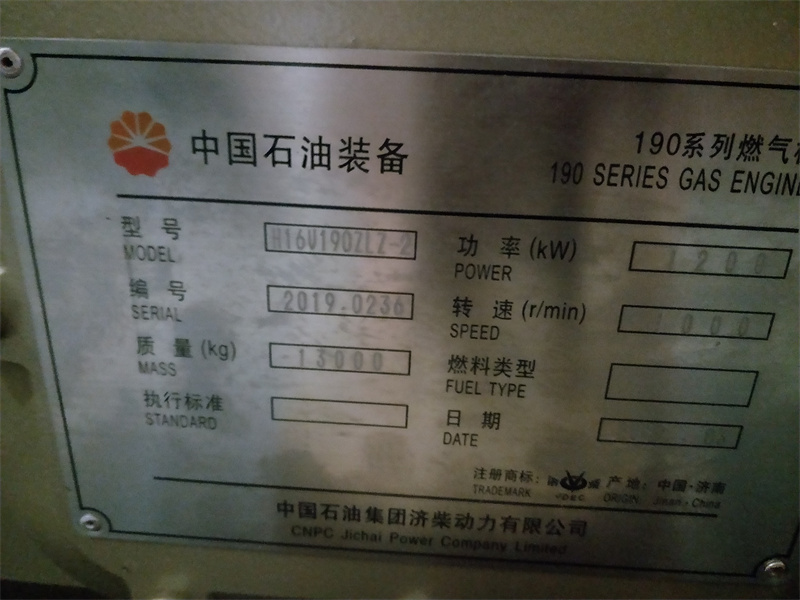 中国石油装备
190系列燃气机
190 SERIES GAS ENGINE
型 号
MODEL
H16V190ZLZ-2
功 率(kW)
POWER
1200
编 号
SERIAL
2019.0236
转 速(r/min)
SPEED
1000
质 量(kg)
MASS
13000
燃料类型
FUEL TYPE
执行标准
STANDARD
日 期
DATE
注册商标:
TRADEMARK
产 地: 中国·济南
ORIGIN: Jinan·China
中国石油集团济柴动力有限公司
CNPC Jichai Power Company Limited